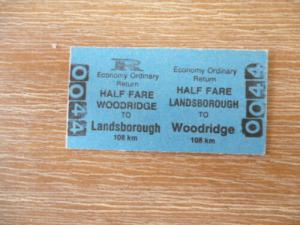 0044
R
Economy Ordinary
Return
HALF FARE
WOODRIDGE
TO
Landsborough
108 km
Economy Ordinary
Return
HALF FARE
LANDSBOROUGH
TO
Woodridge
108 km
0044